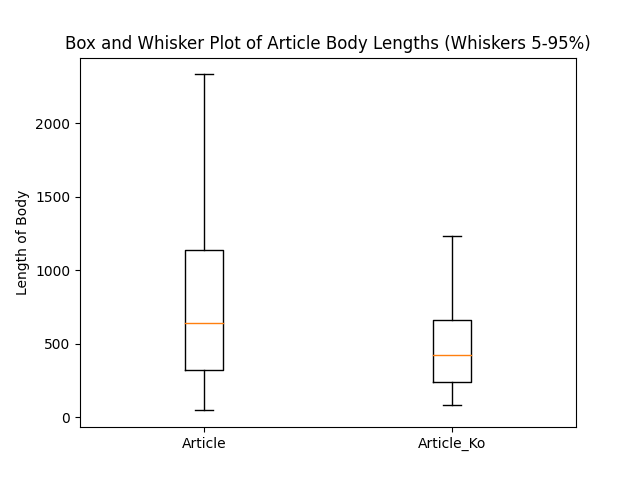 Box and Whisker Plot of Article Body Lengths (Whiskers 5-95%)
Length of Body
2000
1500
1000
500
0
Article
Article_Ko